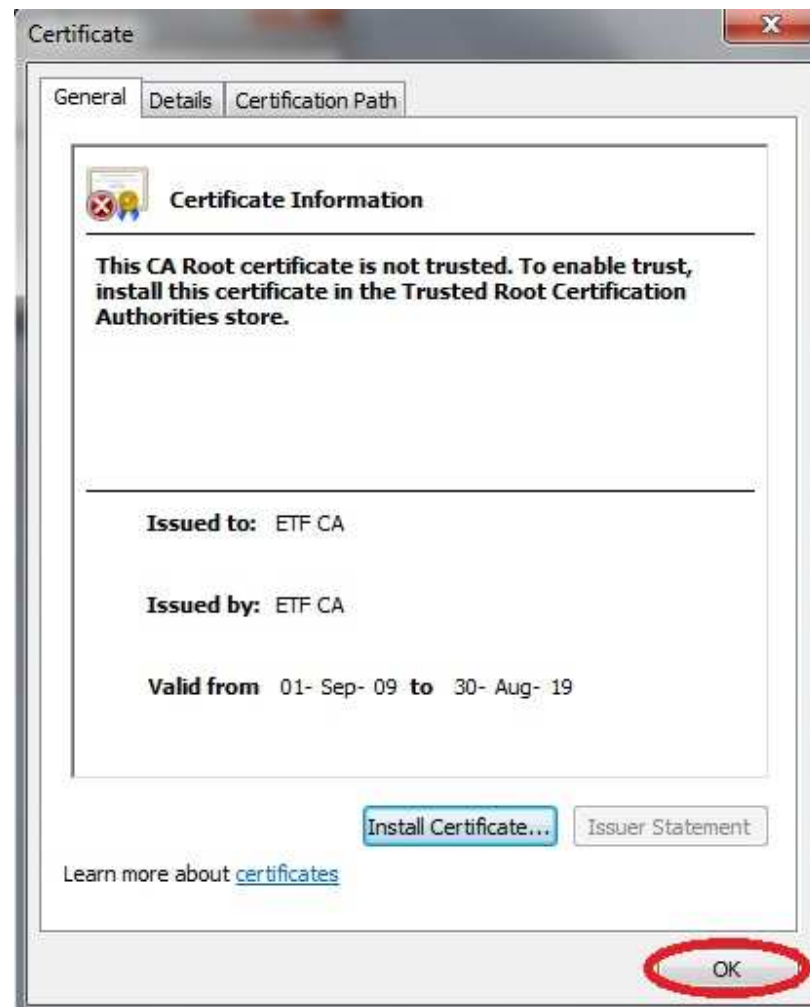 Certificate
General Details Certification Path
Certificate Information
This CA Root certificate is not trusted. To enable trust,
install this certificate in the Trusted Root Certification
Authorities store.
Issued to: ETF CA
Issued by: ETF CA
Valid from 01- Sep- 09 to 30- Aug- 19
Install Certificate... Issuer Statement
Learn more about certificates
OK